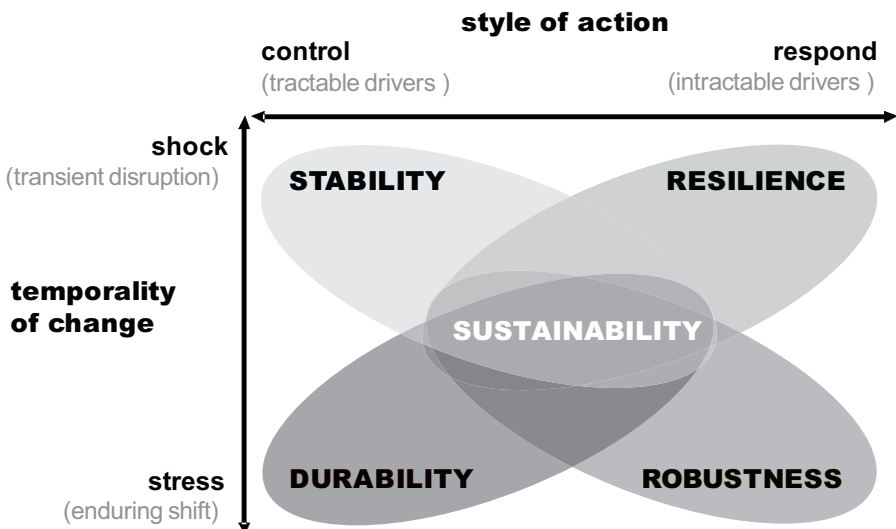 style of action
control
(tractable drivers )
respond
(intractable drivers )
shock
(transient disruption)
STABILITY
RESILIENCE
temporality
of change
SUSTAINABILITY
stress
(enduring shift)
DURABILITY
ROBUSTNESS